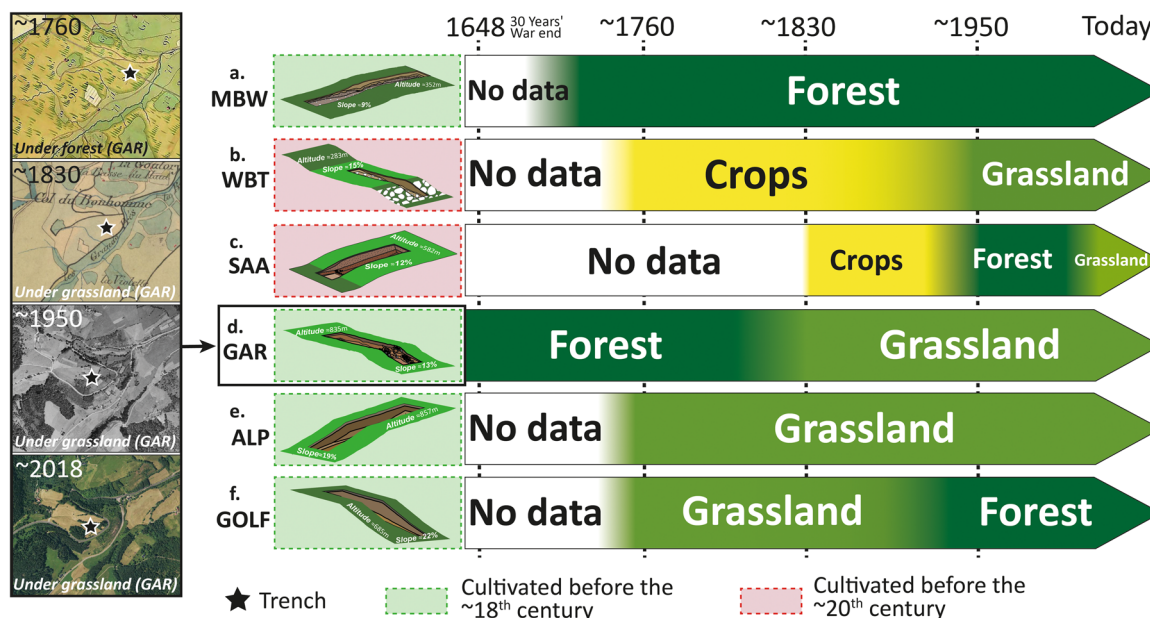 ~1760
Under forest (GAR)
~1830
Col du Bonhomme
Under grassland (GAR)
~1950
Under grassland (GAR)
~2018
Under grassland (GAR)
1648 30 Years' War end ~1760 ~1830 ~1950 Today
a. MBW
Altitude ≈352m
Slope ≈9%
No data Forest
b. WBT
Altitude ≈283m
Slope ≈15%
No data Crops Grassland
c. SAA
Altitude ≈582m
Slope ≈12%
No data Crops Forest Grassland
d. GAR
Altitude ≈835m
Slope ≈13%
Forest Grassland
e. ALP
Altitude ≈857m
Slope≈19%
No data Grassland
f. GOLF
Altitude ≈685m
Slope ≈22%
No data Grassland Forest
Trench
Cultivated before the
~18th century
Cultivated before the
~20th century